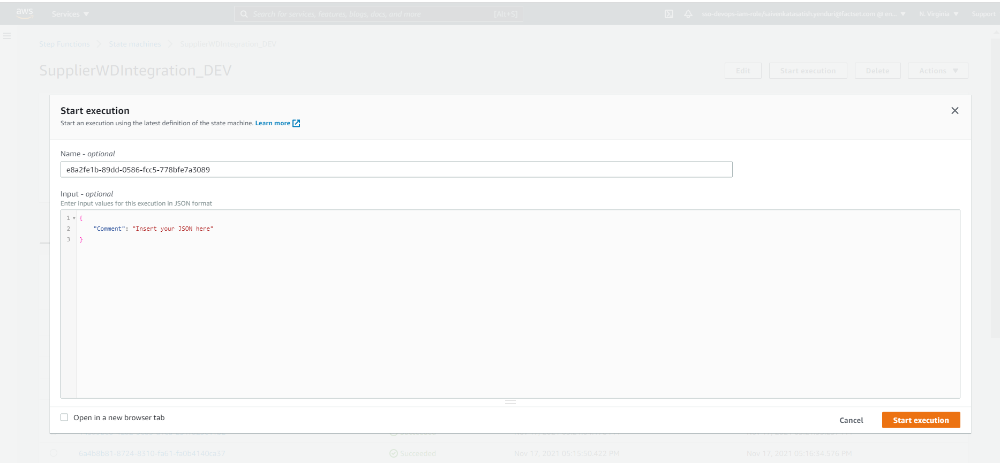 aws Services Search for services, features, blogs, docs, and more [Alt+S] sso-devops-iam-role/saivenkatasatish.yenduri@factset.com @ en... N. Virginia Support
Step Functions State machines SupplierWDIntegration_DEV
SupplierWDIntegration_DEV Edit Start execution Delete Actions
Start execution
Start an execution using the latest definition of the state machine. Learn more
Name - optional
e8a2fe1b-89dd-0586-fcc5-778bfe7a3089
Input - optional
Enter input values for this execution in JSON format
1 {
2 "Comment": "Insert your JSON here"
3 }
Open in a new browser tab Cancel Start execution
6a4b8b81-8724-8310-fa61-fa0b4140ca37 Succeeded Nov 17, 2021 05:15:50.422 PM Nov 17, 2021 05:16:34.576 PM